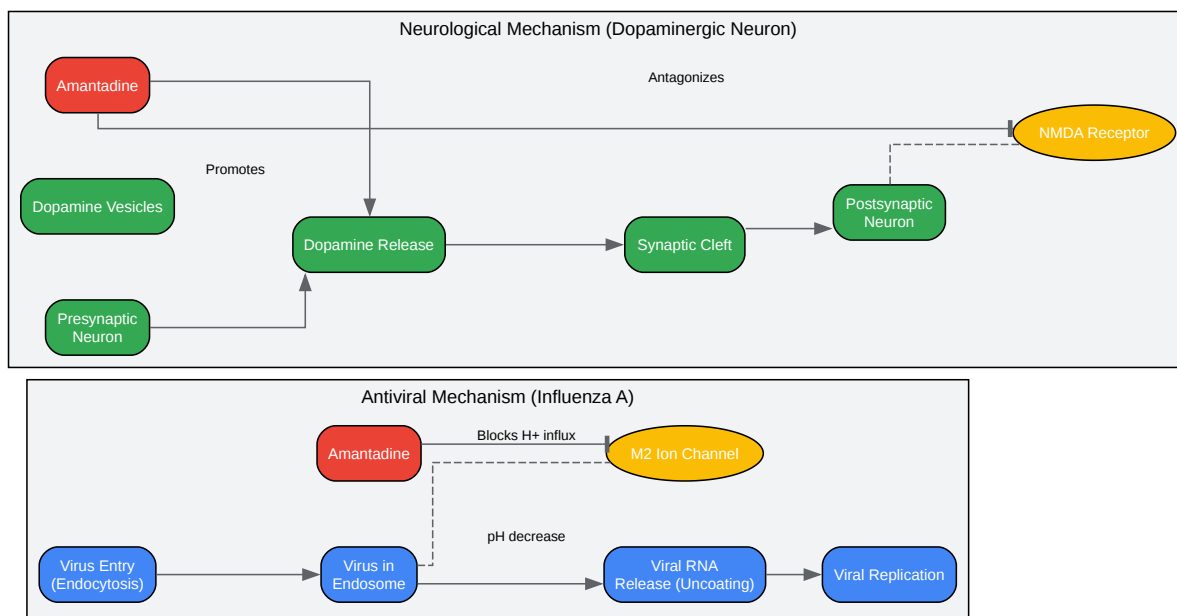 Neurological Mechanism (Dopaminergic Neuron)
Amantadine
Antagonizes
NMDA Receptor
Promotes
Dopamine Vesicles
Postsynaptic
Neuron
Dopamine Release
Synaptic Cleft
Presynaptic
Neuron
Antiviral Mechanism (Influenza A)
Amantadine
Blocks H+ influx
M2 Ion Channel
pH decrease
Virus Entry
(Endocytosis)
Virus in
Endosome
Viral RNA
Release (Uncoating)
Viral Replication